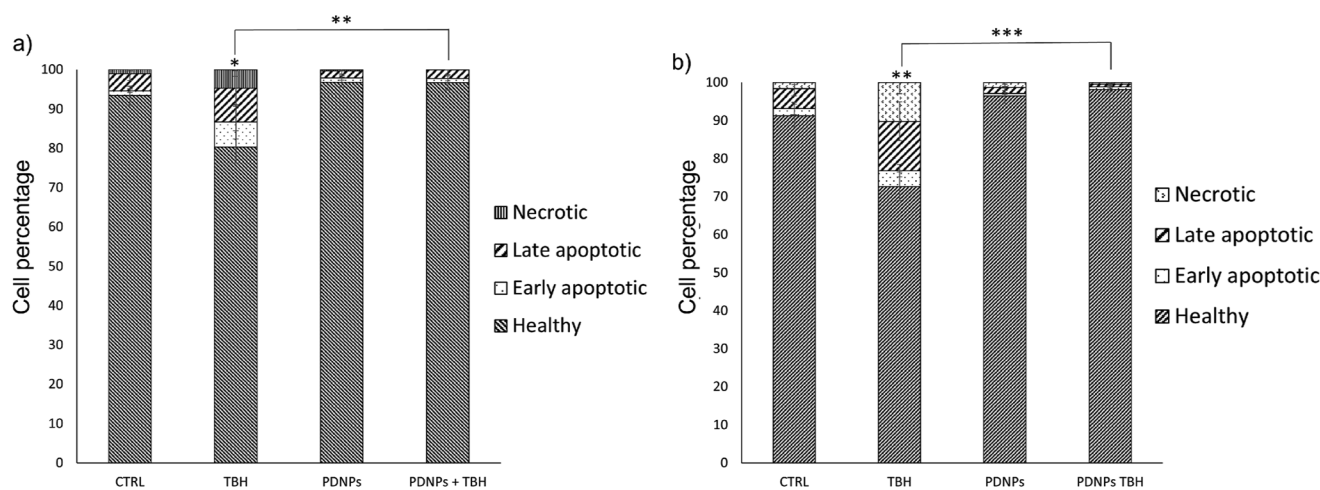 a)
**
*
100
90
80
70
60
50
40
30
20
10
0
Cell percentage
CTRL
TBH
PDNPs
PDNPs + TBH
Necrotic
Late apoptotic
Early apoptotic
Healthy
b)
***
**
100
90
80
70
60
50
40
30
20
10
0
Cell percentage
CTRL
TBH
PDNPs
PDNPs TBH
Necrotic
Late apoptotic
Early apoptotic
Healthy